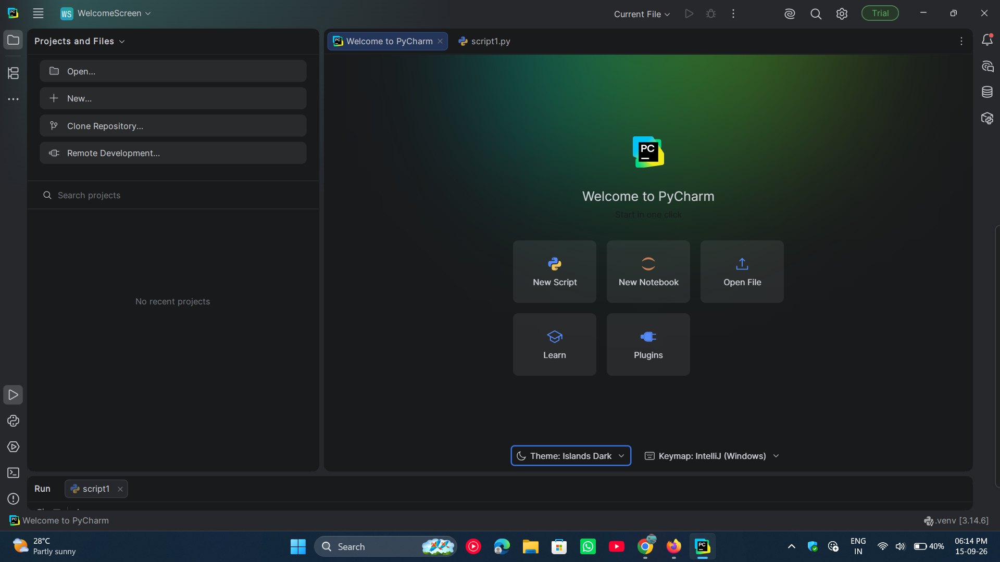 WS WelcomeScreen
Current File
Trial
Projects and Files
Open...
New...
Clone Repository...
Remote Development...
Search projects
No recent projects
Welcome to PyCharm
script1.py
PC
Welcome to PyCharm
Start in one click
New Script
New Notebook
Open File
Learn
Plugins
Theme: Islands Dark
Keymap: IntelliJ (Windows)
Run
script1
Welcome to PyCharm
.venv [3.14.6]
28°C
Partly sunny
Search
ENG
IN
40%
06:14 PM
15-09-26